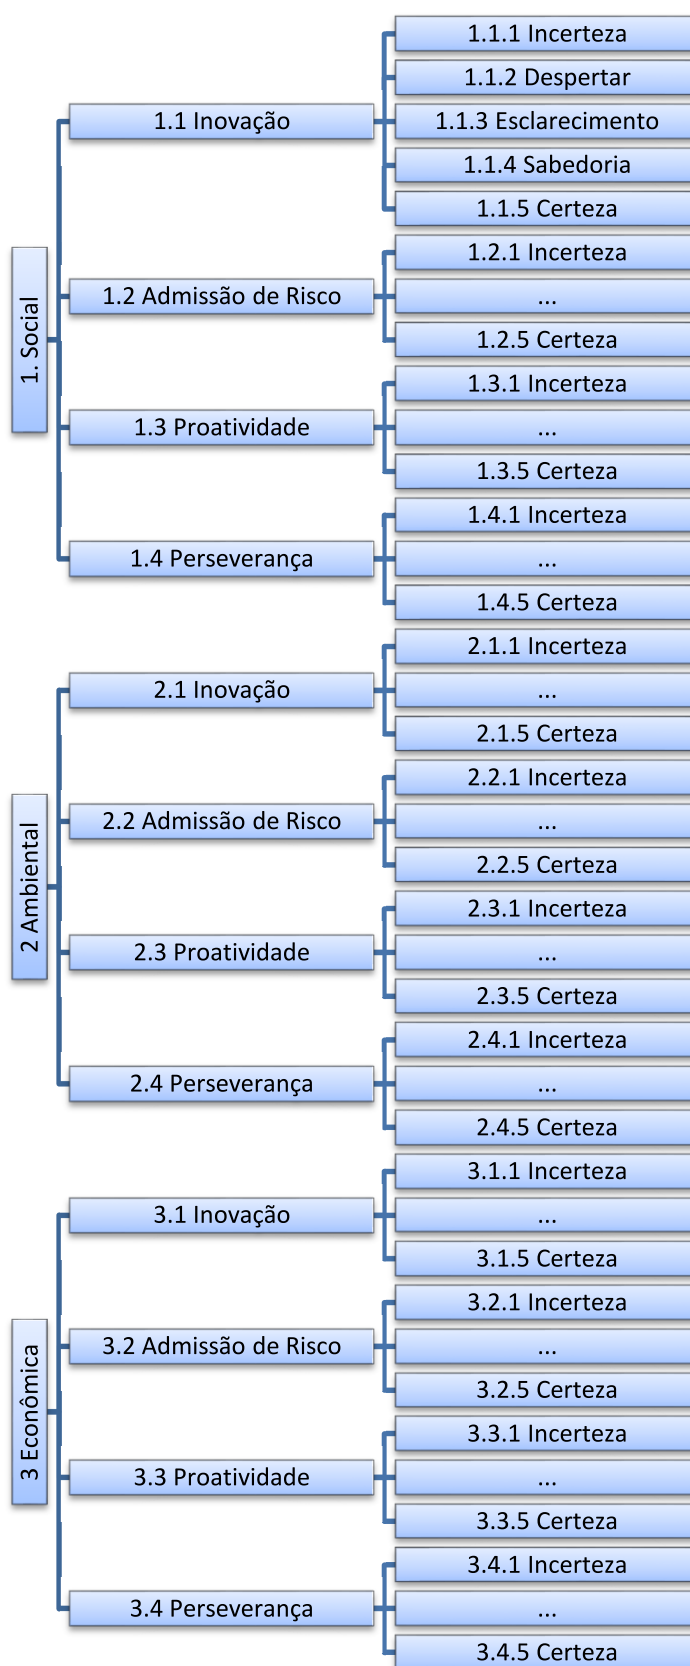 1. Social
1.1 Inovação
1.1.1 Incerteza
1.1.2 Despertar
1.1.3 Esclarecimento
1.1.4 Sabedoria
1.1.5 Certeza
1.2 Admissão de Risco
1.2.1 Incerteza
...
1.2.5 Certeza
1.3 Proatividade
1.3.1 Incerteza
...
1.3.5 Certeza
1.4 Perseverança
1.4.1 Incerteza
...
1.4.5 Certeza
2 Ambiental
2.1 Inovação
2.1.1 Incerteza
...
2.1.5 Certeza
2.2 Admissão de Risco
2.2.1 Incerteza
...
2.2.5 Certeza
2.3 Proatividade
2.3.1 Incerteza
...
2.3.5 Certeza
2.4 Perseverança
2.4.1 Incerteza
...
2.4.5 Certeza
3 Econômica
3.1 Inovação
3.1.1 Incerteza
...
3.1.5 Certeza
3.2 Admissão de Risco
3.2.1 Incerteza
...
3.2.5 Certeza
3.3 Proatividade
3.3.1 Incerteza
...
3.3.5 Certeza
3.4 Perseverança
3.4.1 Incerteza
...
3.4.5 Certeza